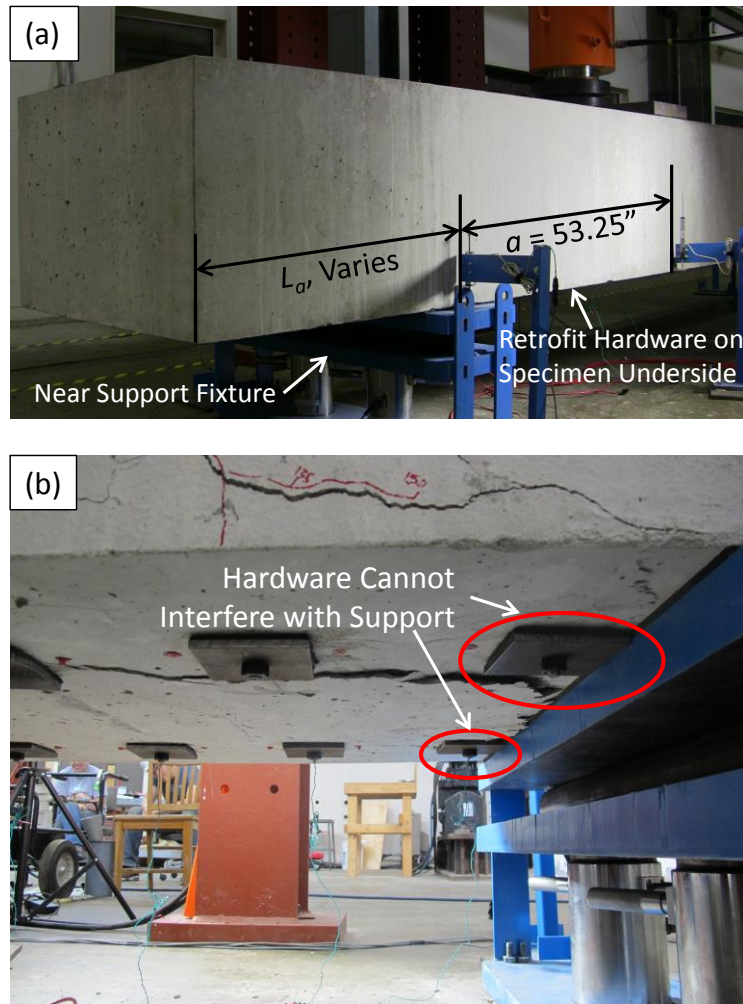 (a)
L_a, Varies
a = 53.25”
Retrofit Hardware on
Specimen Underside
Near Support Fixture
(b)
Hardware Cannot
Interfere with Support